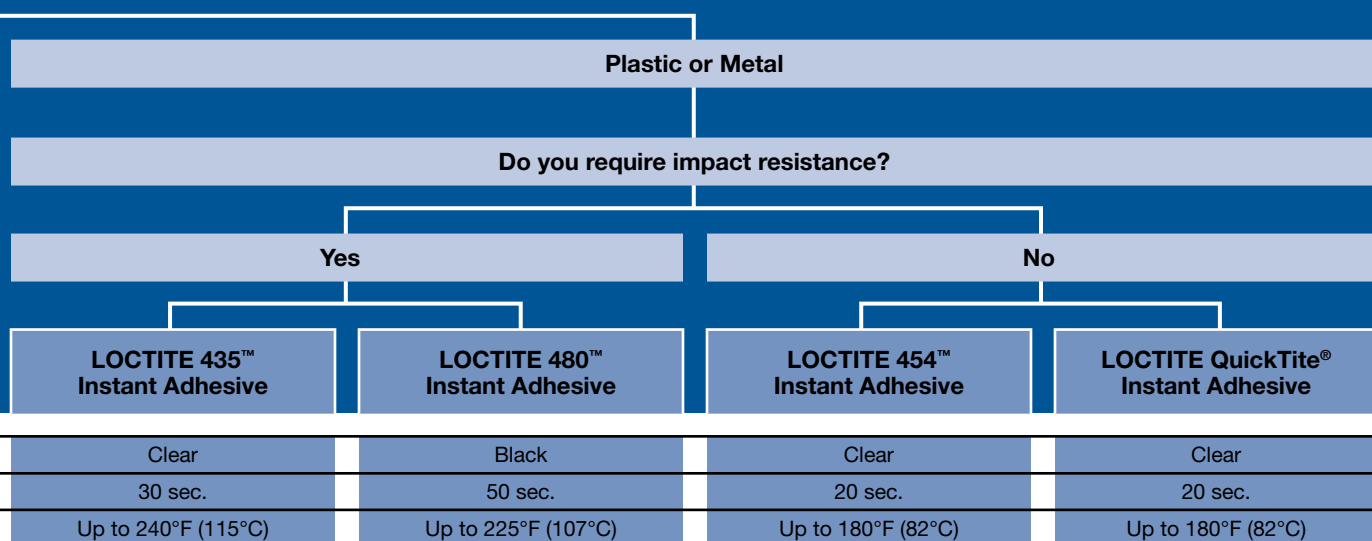 Plastic or Metal
Do you require impact resistance?
Yes
No
LOCTITE 435™
Instant Adhesive
LOCTITE 480™
Instant Adhesive
LOCTITE 454™
Instant Adhesive
LOCTITE QuickTite®
Instant Adhesive
Clear Black Clear Clear
30 sec. 50 sec. 20 sec. 20 sec.
Up to 240°F (115°C) Up to 225°F (107°C) Up to 180°F (82°C) Up to 180°F (82°C)